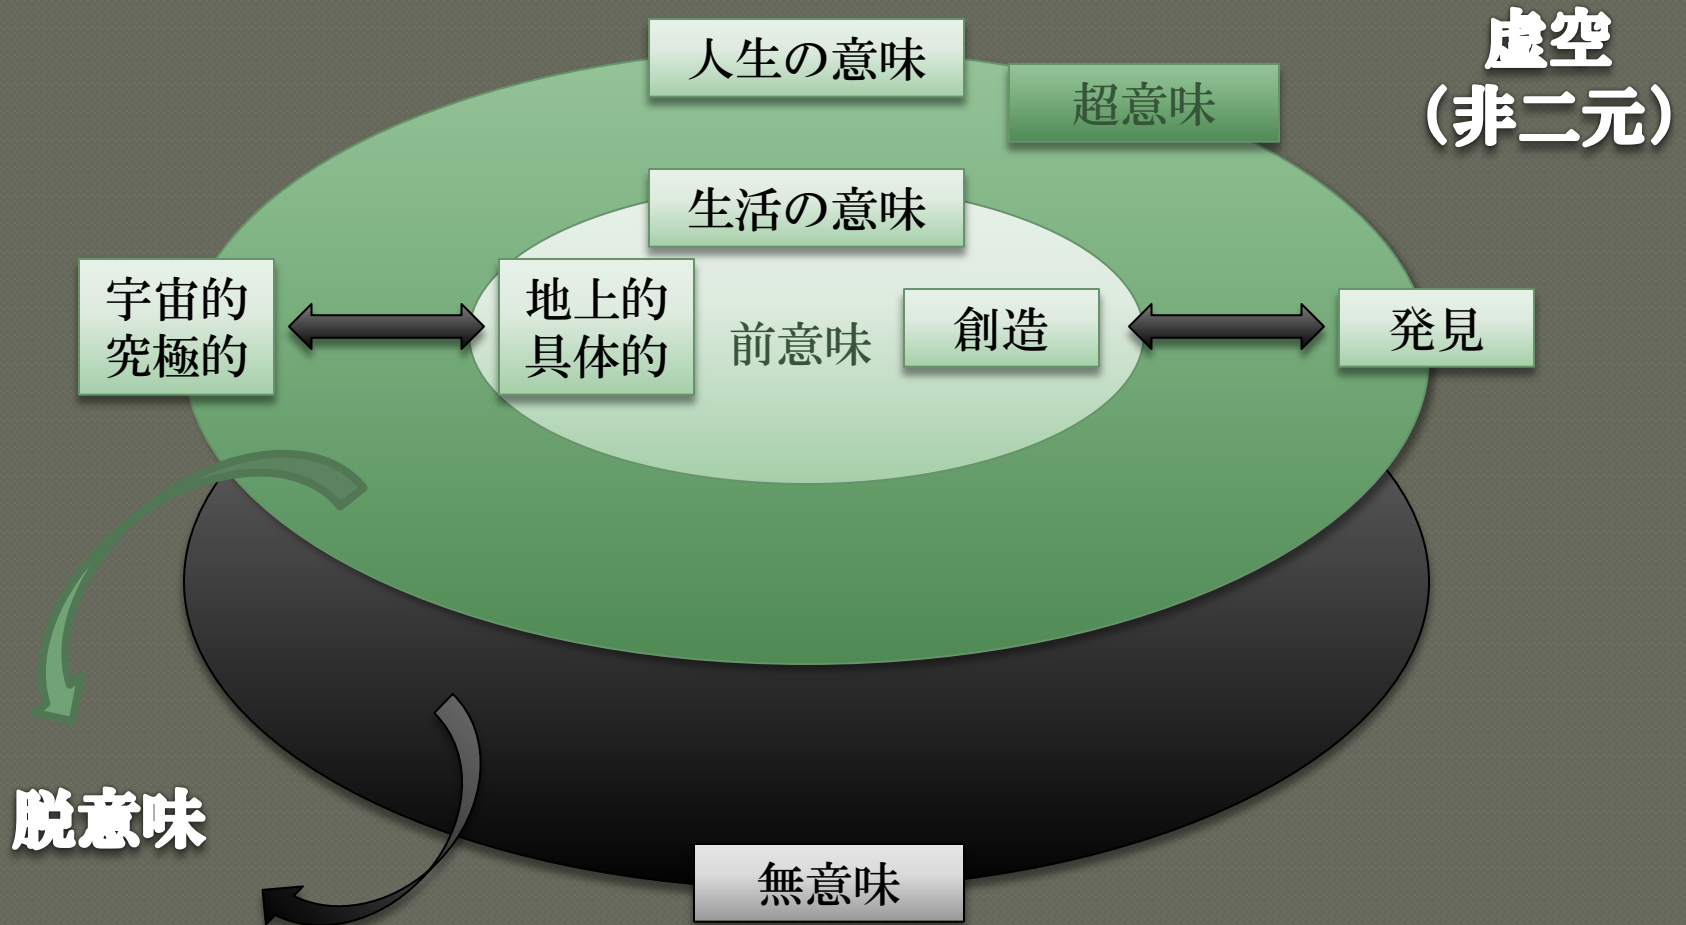 人生の意味
超意味
虚空
（非二元）
生活の意味
宇宙的
究極的
地上的
具体的
前意味
創造
発見
脱意味
無意味